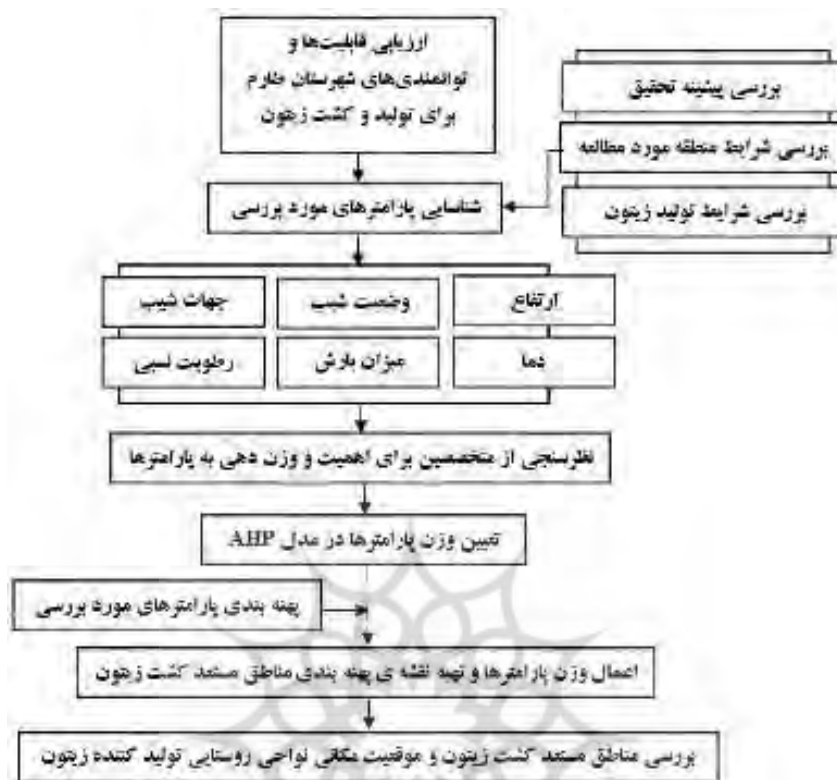 ارزیابی قابلیت‌ها و
توانمندی‌های شهرستان طارم
برای تولید و کشت زیتون
بررسی پیشینه تحقیق
بررسی شرایط منطقه مورد مطالعه
بررسی شرایط تولید زیتون
شناسایی پارامترهای مورد بررسی
ارتفاع
وضعیت شیب
جهات شیب
دما
میزان بارش
رطوبت نسبی
نظرسنجی از متخصصین برای اهمیت و وزن دهی به پارامترها
تعیین وزن پارامترها در مدل AHP
پهنه بندی پارامترهای مورد بررسی
اعمال وزن پارامترها و تهیه نقشه ی پهنه بندی مناطق مستعد کشت زیتون
بررسی مناطق مستعد کشت زیتون و موقعیت مکانی نواحی روستایی تولید کننده زیتون